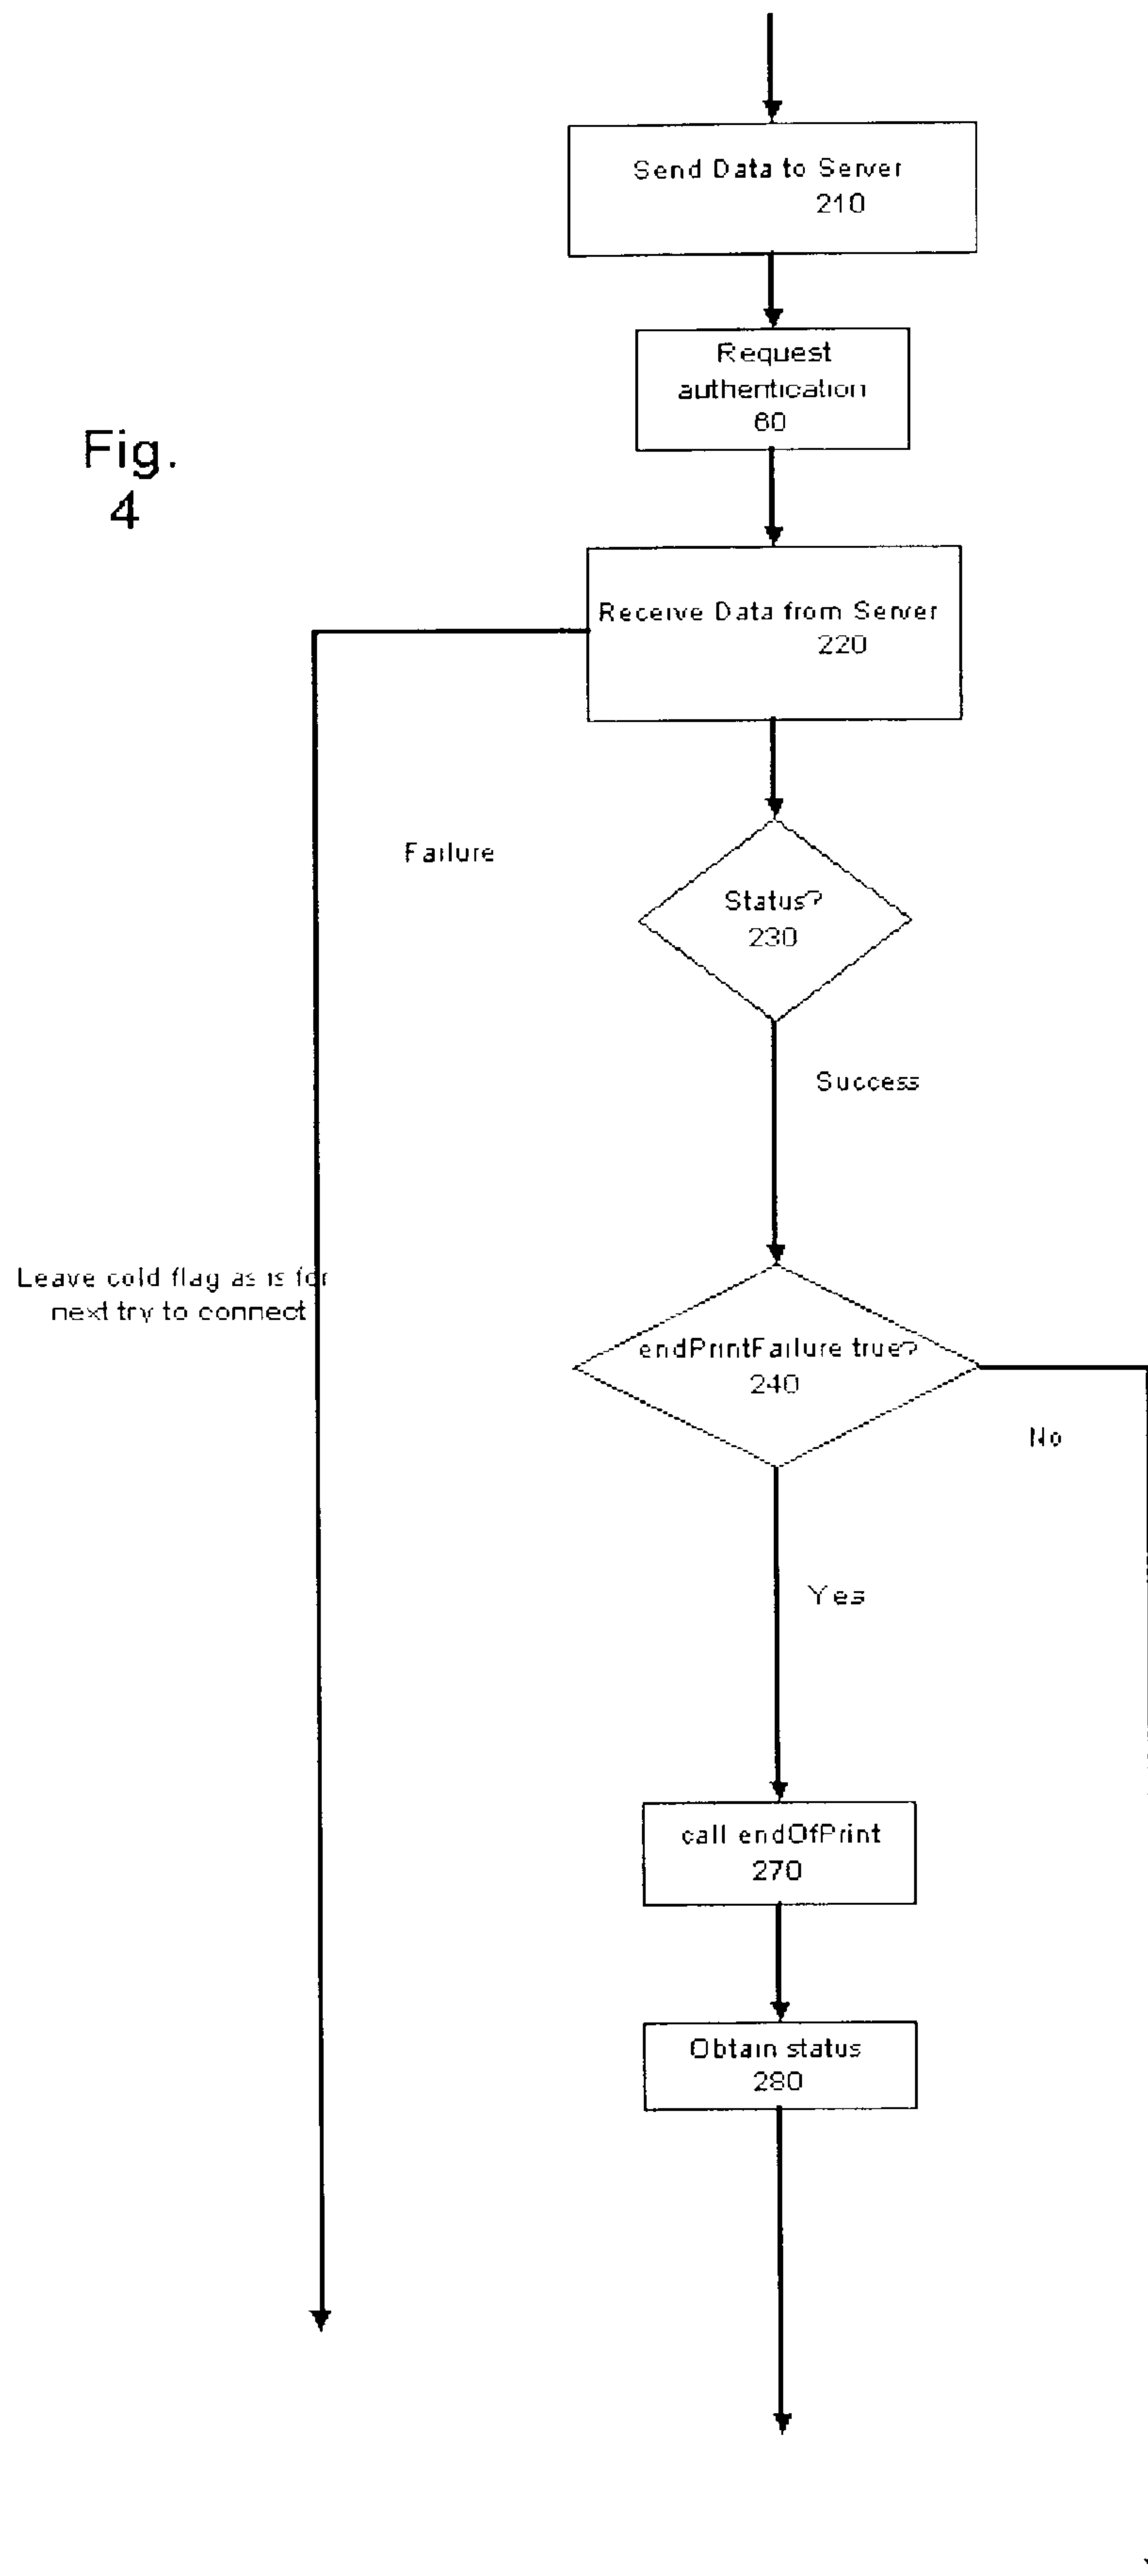 Send Data to Server
210
Request
authentication
60
Fig.
4
Receive Data from Server
220
Failure
Status?
230
Success
Leave cold flag as is for
next try to connect
endPrintFailure true?
240
No
Yes
call endOfPrint
270
Obtain status
280